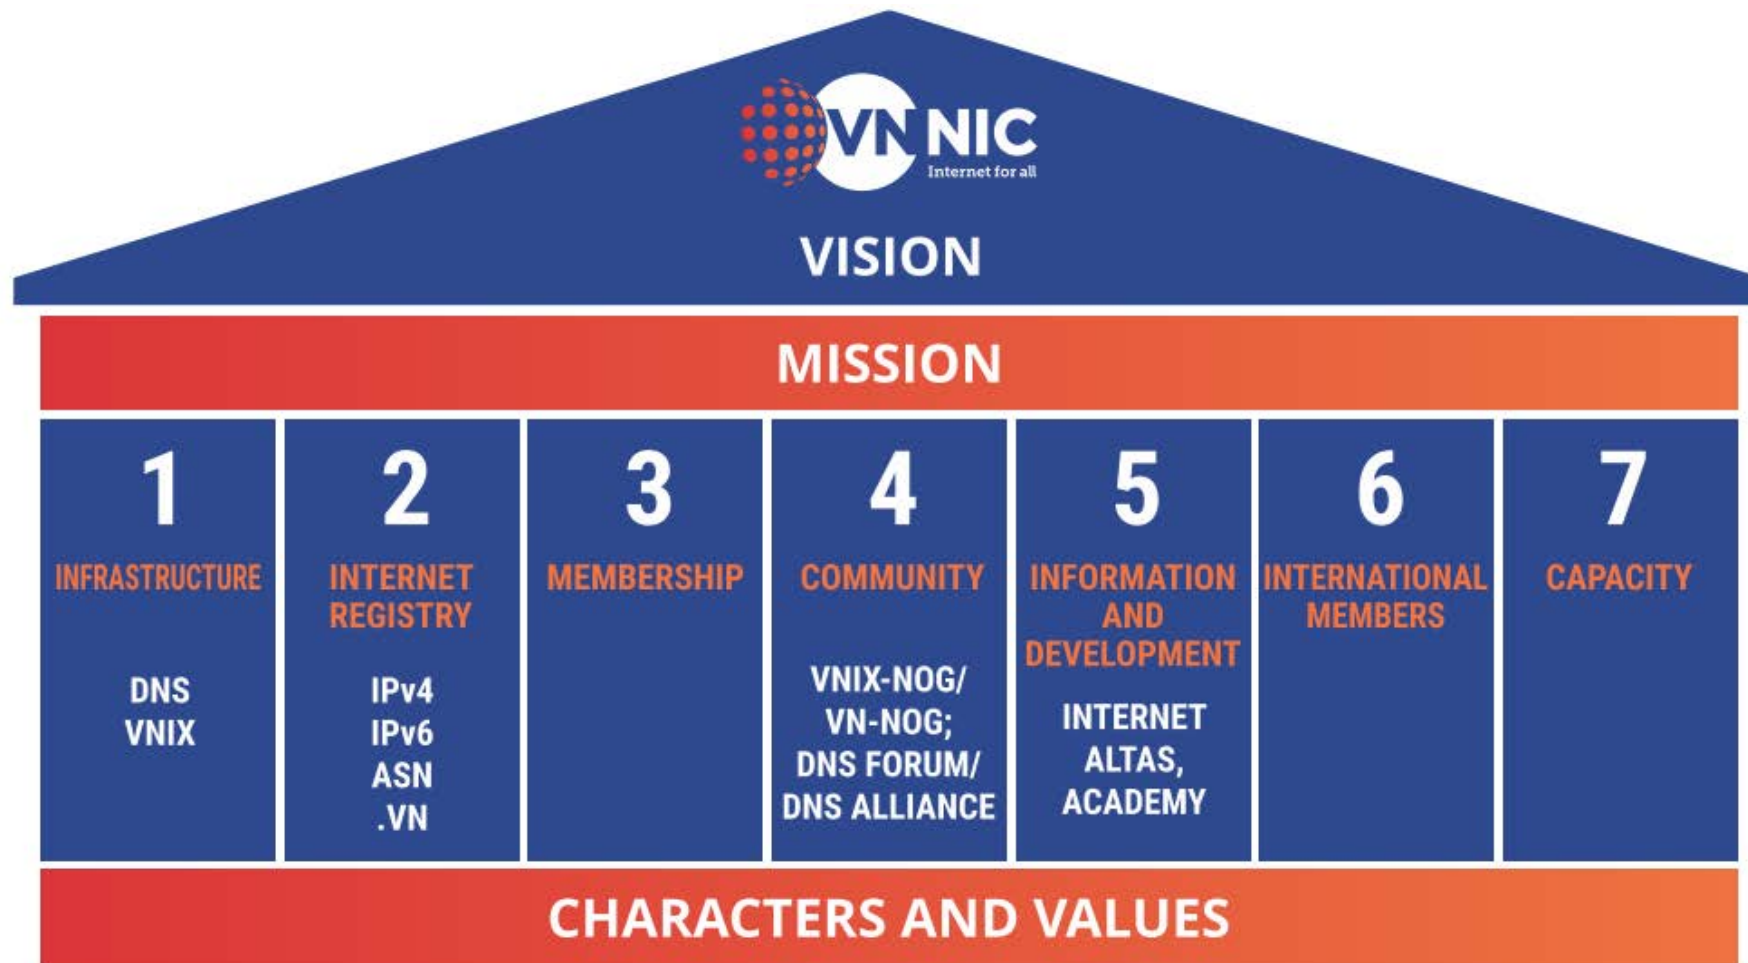 VN NIC
Internet for all
VISION
MISSION
1
INFRASTRUCTURE
DNS
VNIX
2
INTERNET
REGISTRY
IPv4
IPv6
ASN
.VN
3
MEMBERSHIP
4
COMMUNITY
VNIX-NOG/
VN-NOG;
DNS FORUM/
DNS ALLIANCE
5
INFORMATION
AND
DEVELOPMENT
INTERNET
ALTAS,
ACADEMY
6
INTERNATIONAL
MEMBERS
7
CAPACITY
CHARACTERS AND VALUES